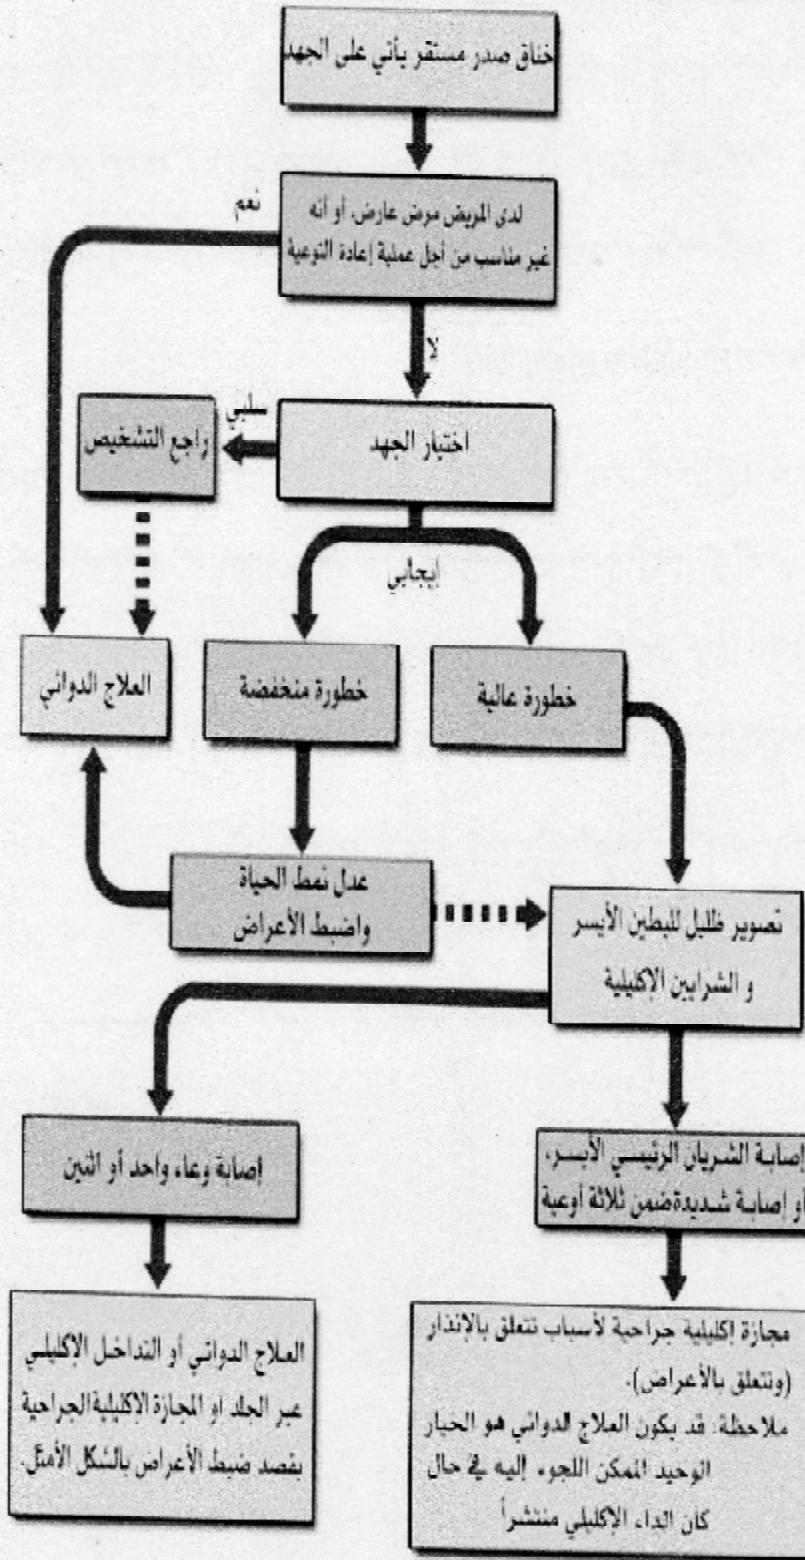 خناق صدر مستقر يأتي على الجهد
نعم
لدى المريض مرض عارض، أو أنه
غير مناسب من أجل عملية إعادة التوعية
لا
سلبي
راجع التشخيص
اختبار الجهد
إيجابي
العلاج الدوائي
خطورة منخفضة
خطورة عالية
عدل نمط الحياة
واضبط الأعراض
تصوير ظليل للبطين الأيسر
و الشرايين الإكليلية
إصابة وعاء واحد أو اثنين
إصابة الشريان الرئيسي الأيسر،
أو إصابة شديدة ضمن ثلاثة أوعية
العلاج الدوائي أو التداخل الإكليلي
عبر الجلد أو المجازة الإكليلية الجراحية
بقصد ضبط الأعراض بالشكل الأمثل.
مجازة إكليلية جراحية لأسباب تتعلق بالإنذار
(وتتعلق بالأعراض).
ملاحظة: قد يكون العلاج الدوائي هو الخيار
الوحيد الممكن اللجوء إليه في حال
كان الداء الإكليلي منتشراً